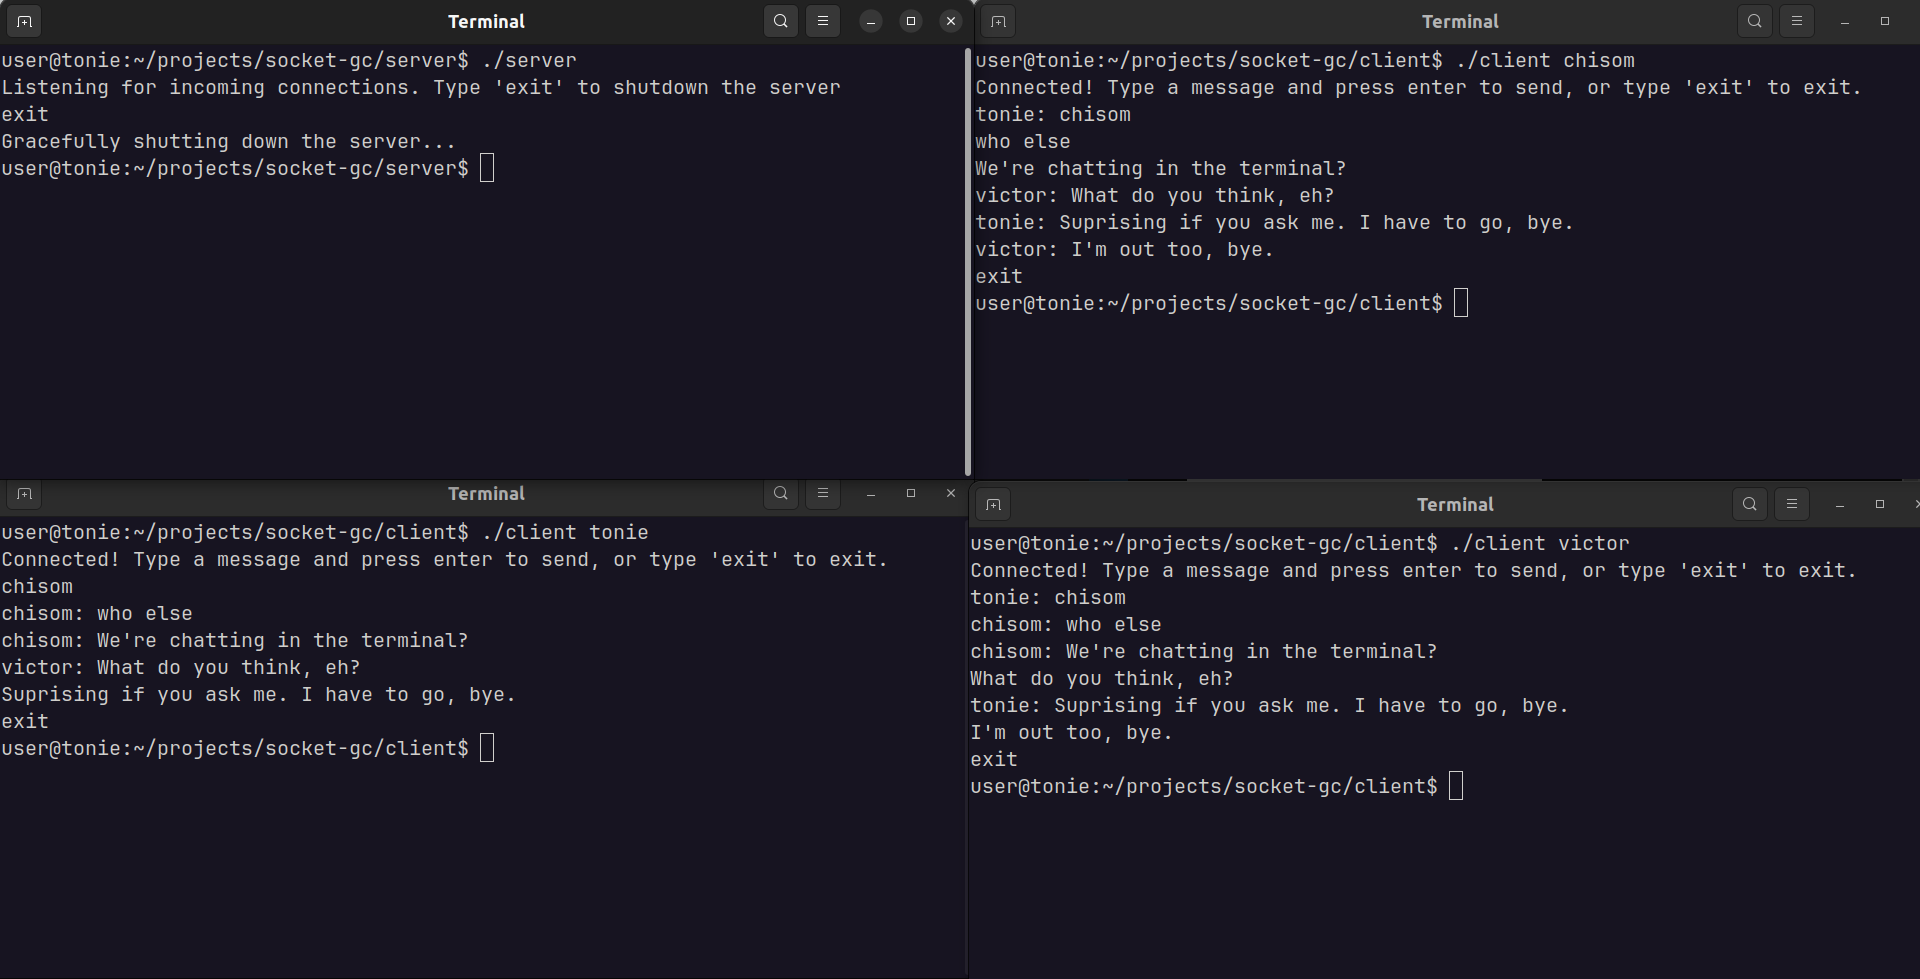 Terminal
user@tonie:~/projects/socket-gc/server$ ./server
Listening for incoming connections. Type 'exit' to shutdown the server
exit
Gracefully shutting down the server...
user@tonie:~/projects/socket-gc/server$
Terminal
user@tonie:~/projects/socket-gc/client$ ./client chisom
Connected! Type a message and press enter to send, or type 'exit' to exit.
tonie: chisom
who else
We're chatting in the terminal?
victor: What do you think, eh?
tonie: Suprising if you ask me. I have to go, bye.
victor: I'm out too, bye.
exit
user@tonie:~/projects/socket-gc/client$
Terminal
user@tonie:~/projects/socket-gc/client$ ./client tonie
Connected! Type a message and press enter to send, or type 'exit' to exit.
chisom
chisom: who else
chisom: We're chatting in the terminal?
victor: What do you think, eh?
Suprising if you ask me. I have to go, bye.
exit
user@tonie:~/projects/socket-gc/client$
Terminal
user@tonie:~/projects/socket-gc/client$ ./client victor
Connected! Type a message and press enter to send, or type 'exit' to exit.
tonie: chisom
chisom: who else
chisom: We're chatting in the terminal?
What do you think, eh?
tonie: Suprising if you ask me. I have to go, bye.
I'm out too, bye.
exit
user@tonie:~/projects/socket-gc/client$